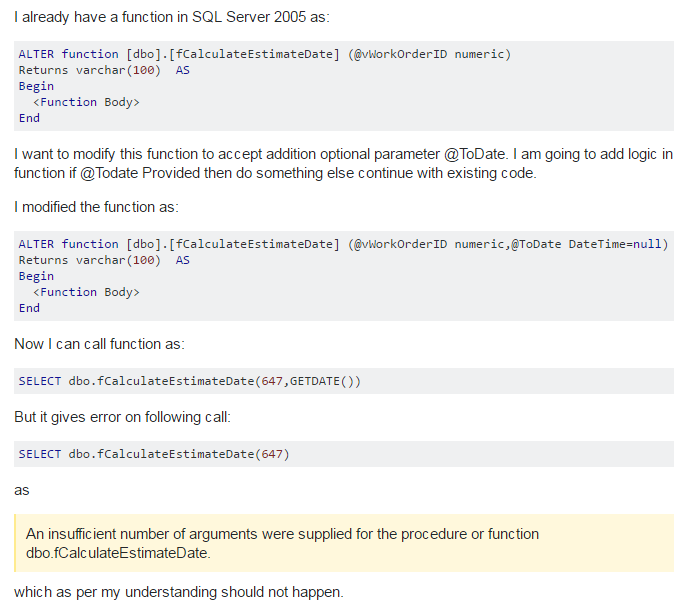 I already have a function in SQL Server 2005 as:
ALTER function [dbo].[fCalculateEstimateDate] (@vWorkOrderID numeric)
Returns varchar(100)  AS
Begin
  <Function Body>
End
I want to modify this function to accept addition optional parameter @ToDate. I am going to add logic in
function if @Todate Provided then do something else continue with existing code.
I modified the function as:
ALTER function [dbo].[fCalculateEstimateDate] (@vWorkOrderID numeric,@ToDate DateTime=null)
Returns varchar(100)  AS
Begin
  <Function Body>
End
Now I can call function as:
SELECT dbo.fCalculateEstimateDate(647,GETDATE())
But it gives error on following call:
SELECT dbo.fCalculateEstimateDate(647)
as
An insufficient number of arguments were supplied for the procedure or function
dbo.fCalculateEstimateDate.
which as per my understanding should not happen.